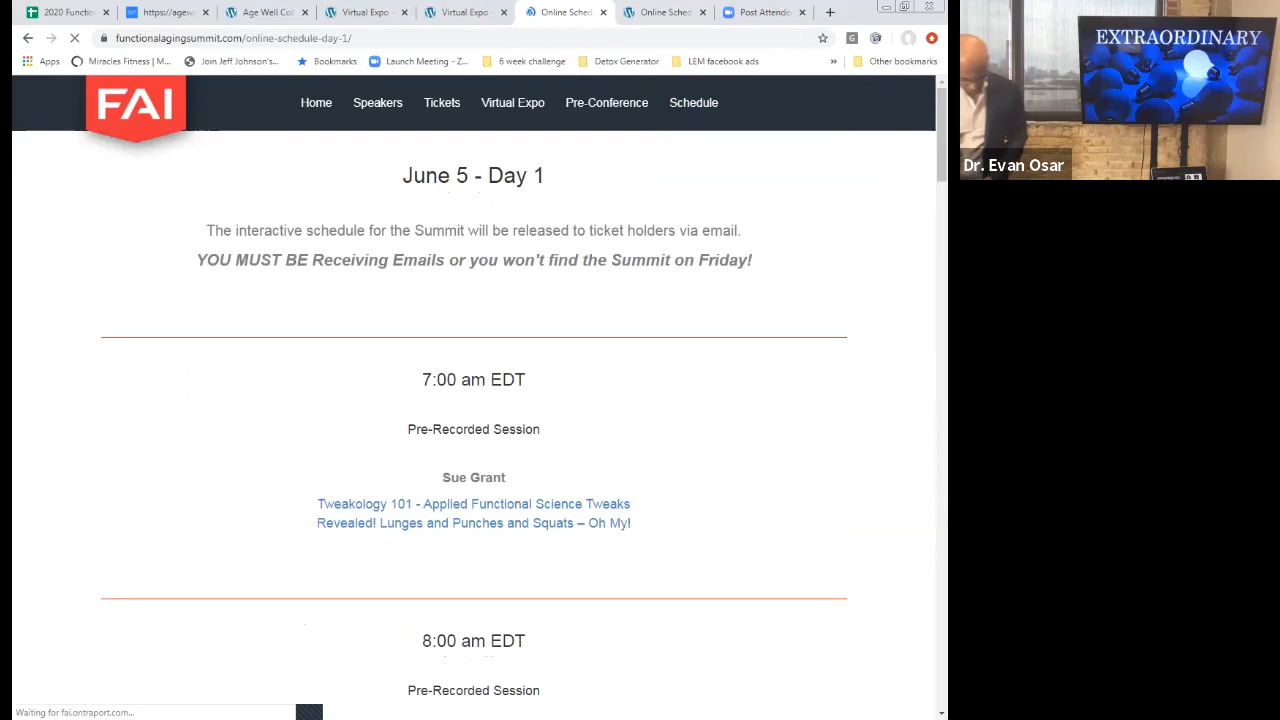 2020 Functio
https://agew
Age Well Col
Virtual Expo -
Virtual Expo
Online Sched
Online Sched
Post Attende
functionalagingsummit.com/online-schedule-day-1/
Apps
Miracles Fitness | M...
Join Jeff Johnson's...
Bookmarks
Launch Meeting - Z...
6 week challenge
Detox Generator
LEM facebook ads
»
Other bookmarks
FAI
Home
Speakers
Tickets
Virtual Expo
Pre-Conference
Schedule
June 5 - Day 1
The interactive schedule for the Summit will be released to ticket holders via email.
YOU MUST BE Receiving Emails or you won't find the Summit on Friday!
7:00 am EDT
Pre-Recorded Session
Sue Grant
Tweakology 101 - Applied Functional Science Tweaks
Revealed! Lunges and Punches and Squats – Oh My!
8:00 am EDT
Pre-Recorded Session
Waiting for fai.ontraport.com...
EXTRAORDINARY
Dr. Evan Osar